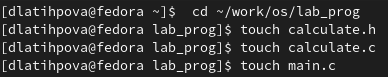 [dlatihpova@fedora ~]$  cd ~/work/os/lab_prog
[dlatihpova@fedora lab_prog]$ touch calculate.h
[dlatihpova@fedora lab_prog]$ touch calculate.c
[dlatihpova@fedora lab_prog]$ touch main.c